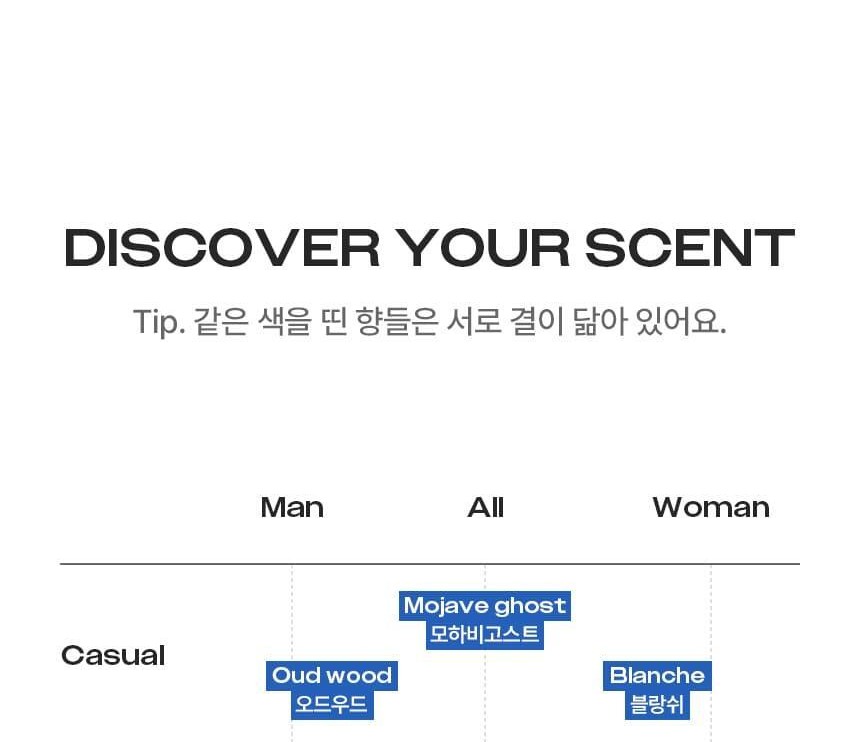 DISCOVER YOUR SCENT
Tip. 같은 색을 띤 향들은 서로 결이 닮아 있어요.
Man All Woman
Mojave ghost
모하비고스트
Casual
Oud wood Blanche
오드우드 블랑쉬